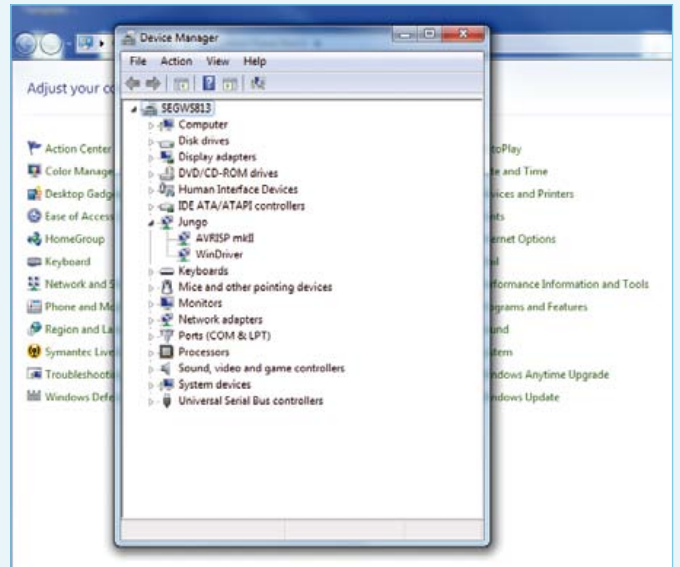 Device Manager
File Action View Help
Adjust your
SEGWS813
Computer
Disk drives
Display adapters
DVD/CD-ROM drives
Human Interface Devices
IDE ATA/ATAPI controllers
Jungo
AVRISP mkII
WinDriver
Keyboards
Mice and other pointing devices
Monitors
Network adapters
Ports (COM & LPT)
Processors
Sound, video and game controllers
System devices
Universal Serial Bus controllers
Action Center
Color Manage
Desktop Gadg
Ease of Access
HomeGroup
Keyboard
Network and S
Phone and Mo
Region and La
Symantec Live
Troubleshooti
Windows Defe
toPlay
te and Time
vices and Printers
nts
ernet Options
il
formance Information and Tools
ograms and Features
und
stem
ndows Anytime Upgrade
ndows Update